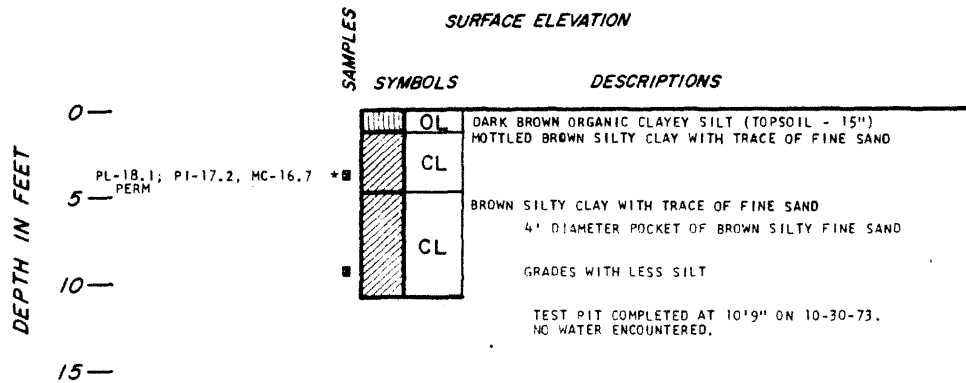 SURFACE ELEVATION
SAMPLES
SYMBOLS
DESCRIPTIONS
DEPTH IN FEET
0
OL
DARK BROWN ORGANIC CLAYEY SILT (TOPSOIL - 15")
MOTTLED BROWN SILTY CLAY WITH TRACE OF FINE SAND
CL
PL-18.1; PI-17.2, MC-16.7 *
PERM
5
BROWN SILTY CLAY WITH TRACE OF FINE SAND
4' DIAMETER POCKET OF BROWN SILTY FINE SAND
CL
GRADES WITH LESS SILT
10
TEST PIT COMPLETED AT 10'9" ON 10-30-73.
NO WATER ENCOUNTERED.
15